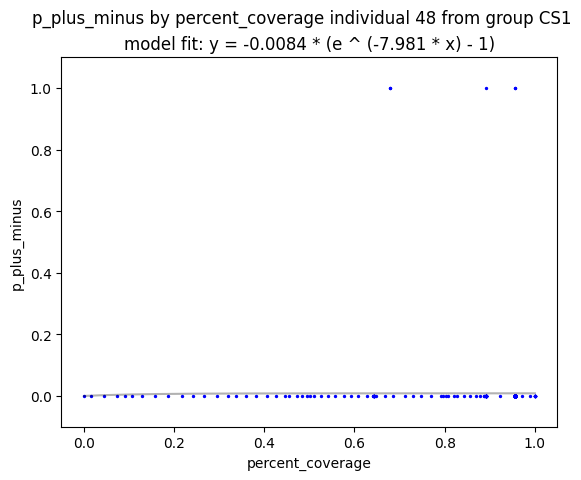 p_plus_minus by percent_coverage individual 48 from group CS1
model fit: y = -0.0084 * (e ^ (-7.981 * x) - 1)
1.0
0.8
0.6
0.4
0.2
0.0
p_plus_minus
0.0 0.2 0.4 0.6 0.8 1.0
percent_coverage